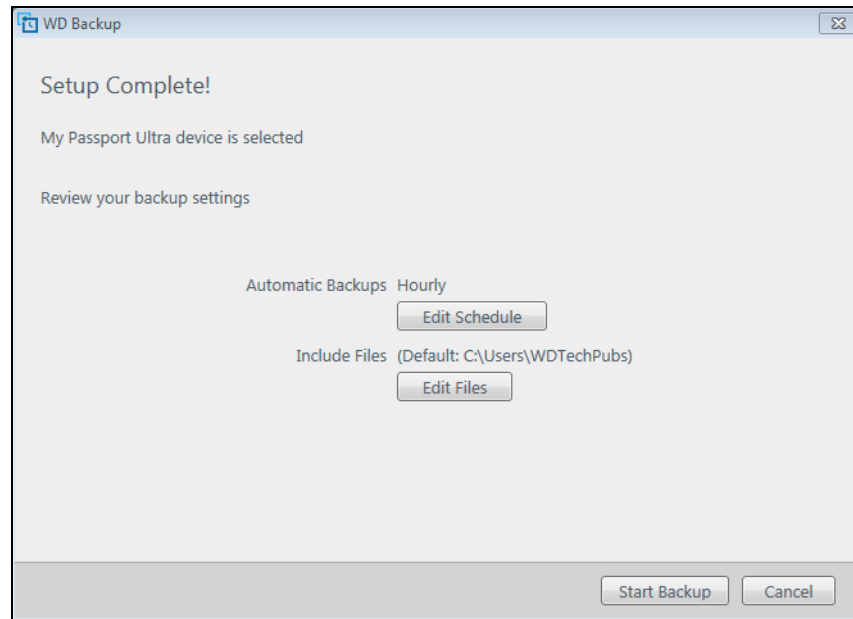 WD Backup
Setup Complete!
My Passport Ultra device is selected
Review your backup settings
Automatic Backups Hourly
Edit Schedule
Include Files (Default: C:\Users\WDTechPubs)
Edit Files
Start Backup Cancel